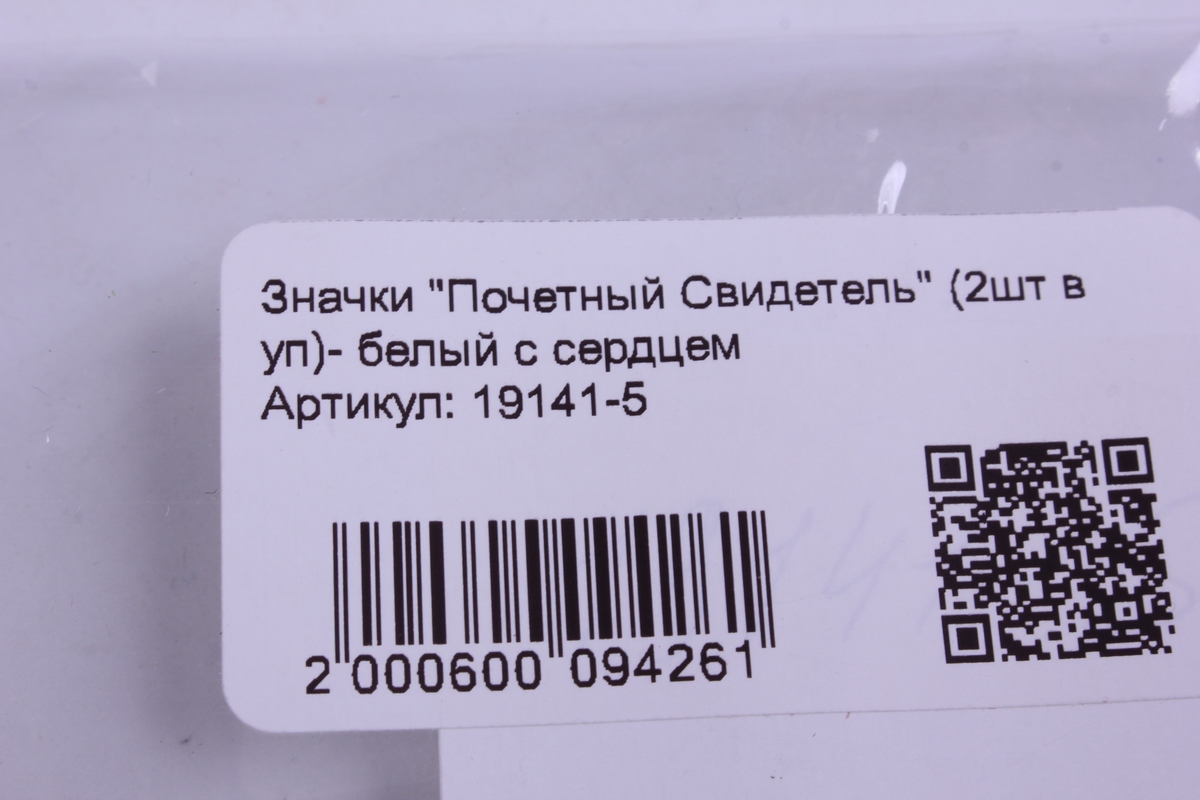 Значки "Почетный Свидетель" (2шт в
уп)- белый с сердцем
Артикул: 19141-5
2 000600 094261